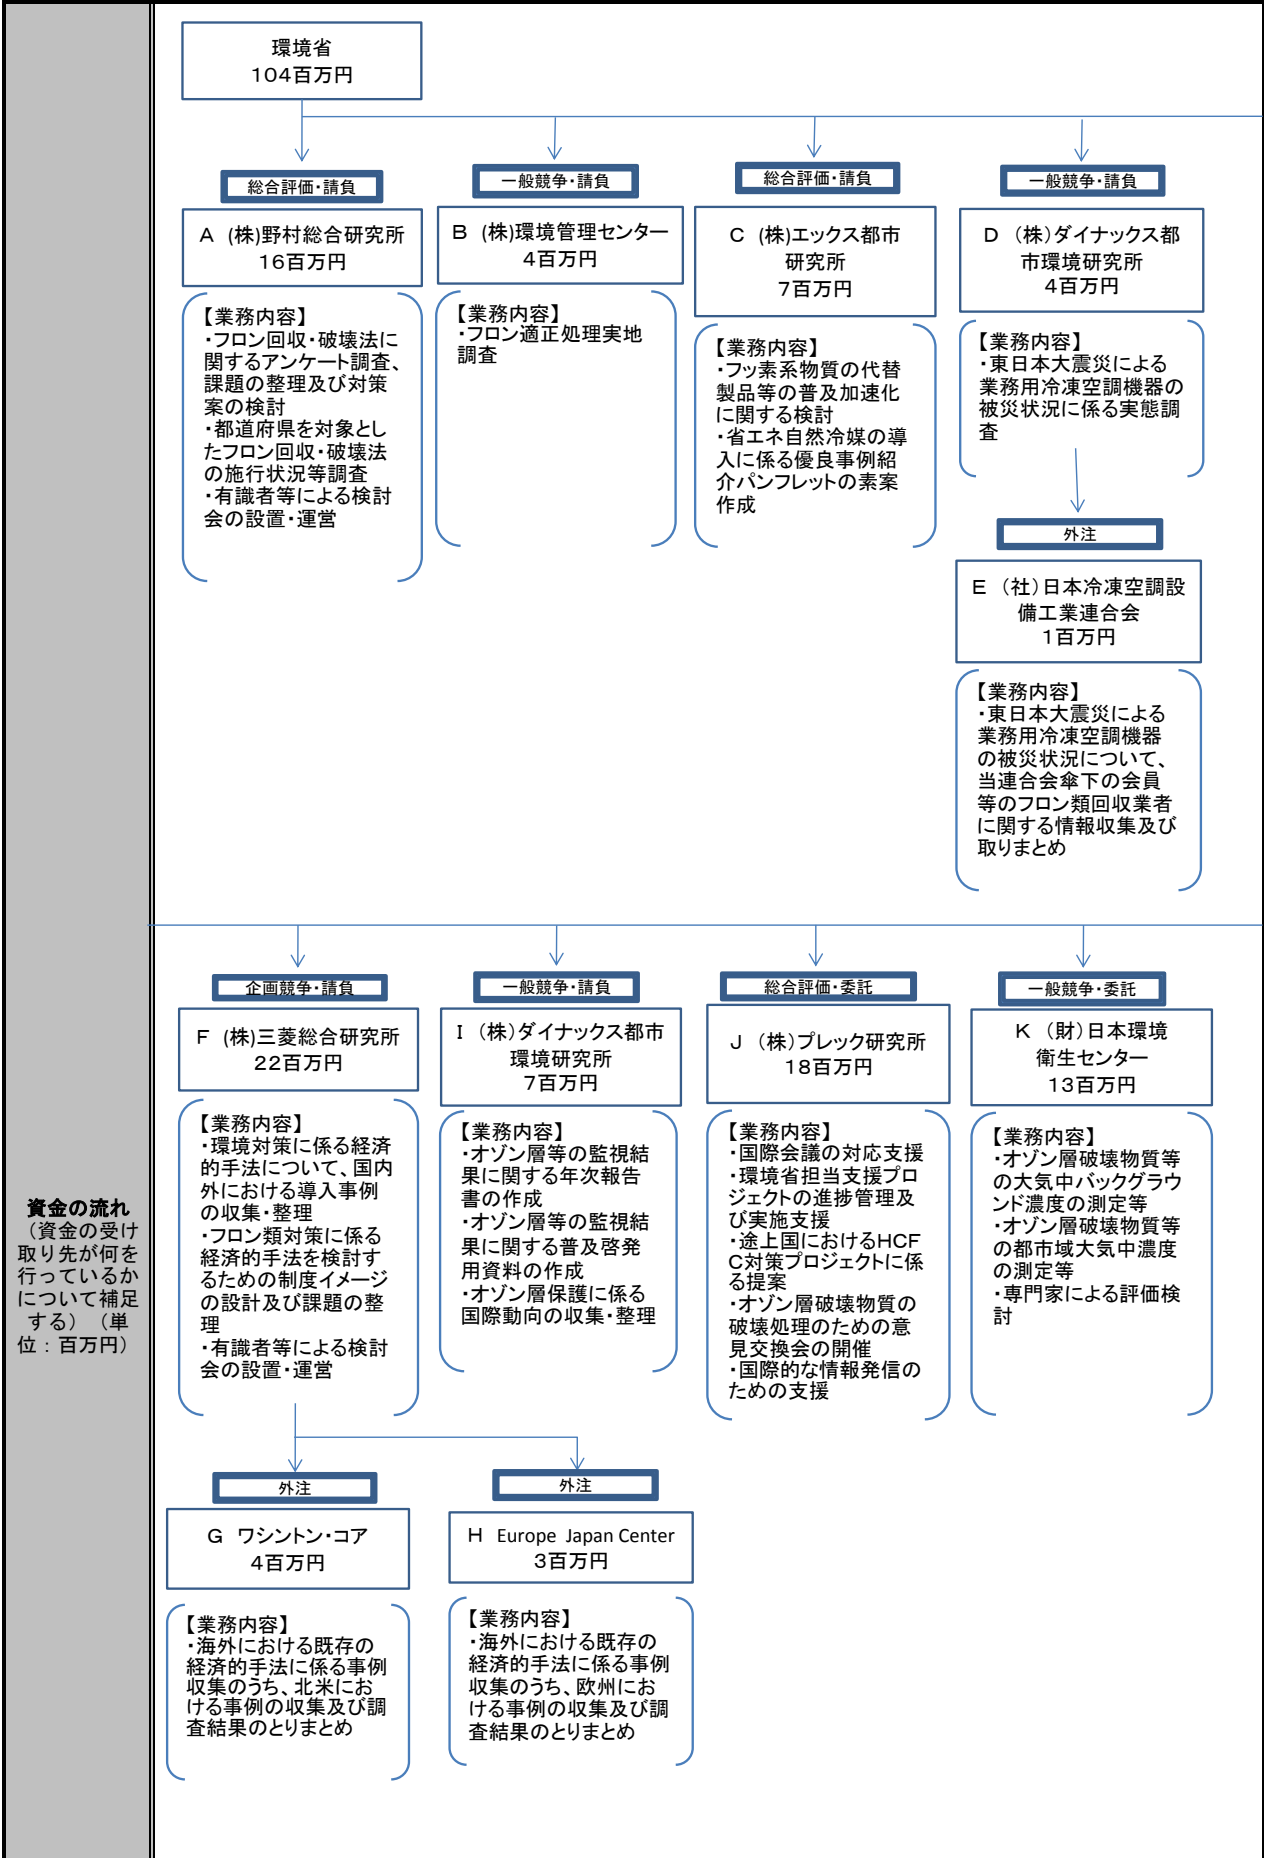 資金の流れ
（資金の受け
取り先が何を
行っているか
について補足
する）（単
位：百万円）
環境省
104百万円
総合評価・請負
A (株)野村総合研究所
16百万円
【業務内容】
・フロン回収・破壊法に
関するアンケート調査、
課題の整理及び対策
案の検討
・都道府県を対象とし
たフロン回収・破壊法
の施行状況等調査
・有識者等による検討
会の設置・運営
一般競争・請負
B (株)環境管理センター
4百万円
【業務内容】
・フロン適正処理実地
調査
総合評価・請負
C (株)エックス都市
研究所
7百万円
【業務内容】
・フッ素系物質の代替
製品等の普及加速化
に関する検討
・省エネ自然冷媒の導
入に係る優良事例紹
介パンフレットの素案
作成
一般競争・請負
D （株）ダイナックス都
市環境研究所
4百万円
【業務内容】
・東日本大震災による
業務用冷凍空調機器の
被災状況に係る実態調
査
外注
E （社）日本冷凍空調設
備工業連合会
1百万円
【業務内容】
・東日本大震災による
業務用冷凍空調機器
の被災状況について、
当連合会傘下の会員
等のフロン類回収業者
に関する情報収集及び
取りまとめ
企画競争・請負
F (株)三菱総合研究所
22百万円
【業務内容】
・環境対策に係る経済
的手法について、国内
外における導入事例
の収集・整理
・フロン類対策に係る
経済的手法を検討す
るための制度イメージ
の設計及び課題の整
理
・有識者等による検討
会の設置・運営
一般競争・請負
I （株）ダイナックス都市
環境研究所
7百万円
【業務内容】
・オゾン層等の監視結
果に関する年次報告
書の作成
・オゾン層等の監視結
果に関する普及啓発
用資料の作成
・オゾン層保護に係る
国際動向の収集・整理
総合評価・委託
J （株）プレック研究所
18百万円
【業務内容】
・国際会議の対応支援
・環境省担当支援プロ
ジェクトの進捗管理及
び実施支援
・途上国におけるHCF
C対策プロジェクトに係
る提案
・オゾン層破壊物質の
破壊処理のための意
見交換会の開催
・国際的な情報発信の
ための支援
一般競争・委託
K （財）日本環境
衛生センター
13百万円
【業務内容】
・オゾン層破壊物質等
の大気中バックグラウ
ンド濃度の測定等
・オゾン層破壊物質等
の都市域大気中濃度
の測定等
・専門家による評価検
討
外注
G ワシントン・コア
4百万円
【業務内容】
・海外における既存の
経済的手法に係る事例
収集のうち、北米にお
ける事例の収集及び調
査結果のとりまとめ
外注
H Europe Japan Center
3百万円
【業務内容】
・海外における既存の
経済的手法に係る事例
収集のうち、欧州にお
ける事例の収集及び調
査結果のとりまとめ